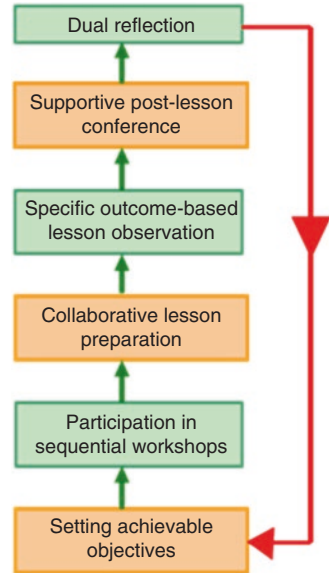 Dual reflection
Supportive post-lesson
conference
Specific outcome-based
lesson observation
Collaborative lesson
preparation
Participation in
sequential workshops
Setting achievable
objectives